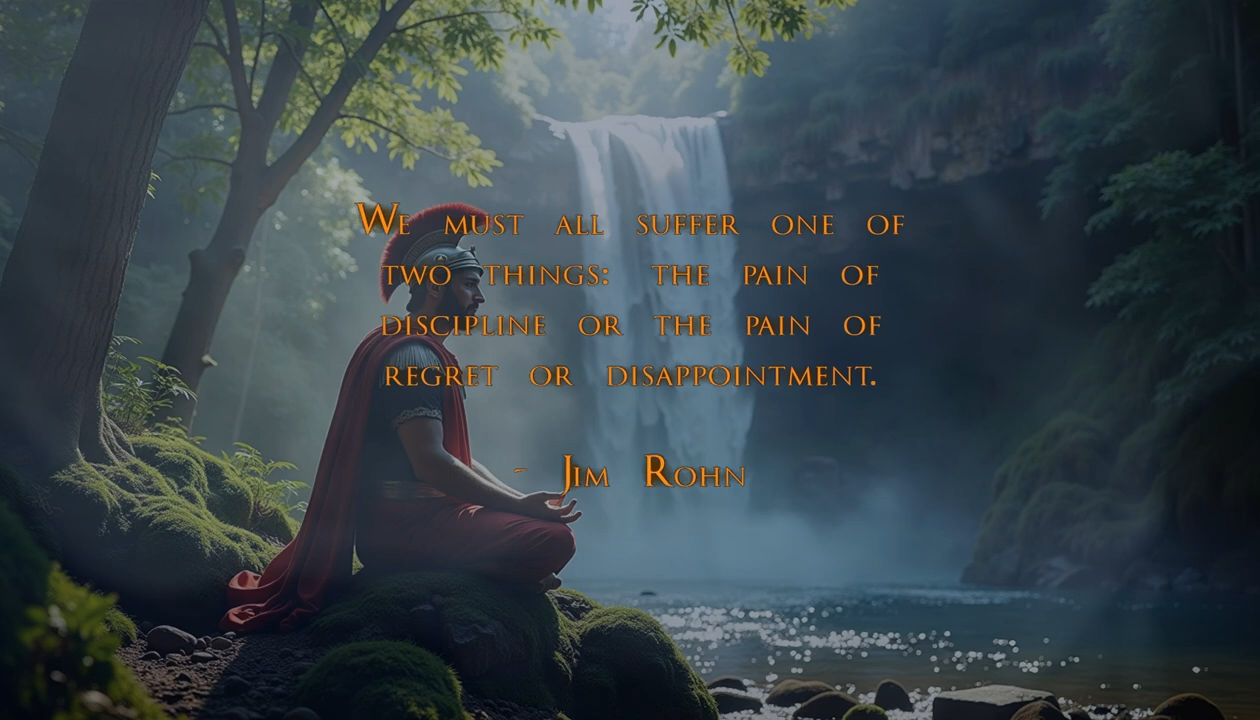 We must all suffer one of
two things: the pain of
discipline or the pain of
regret or disappointment.
- Jim Rohn